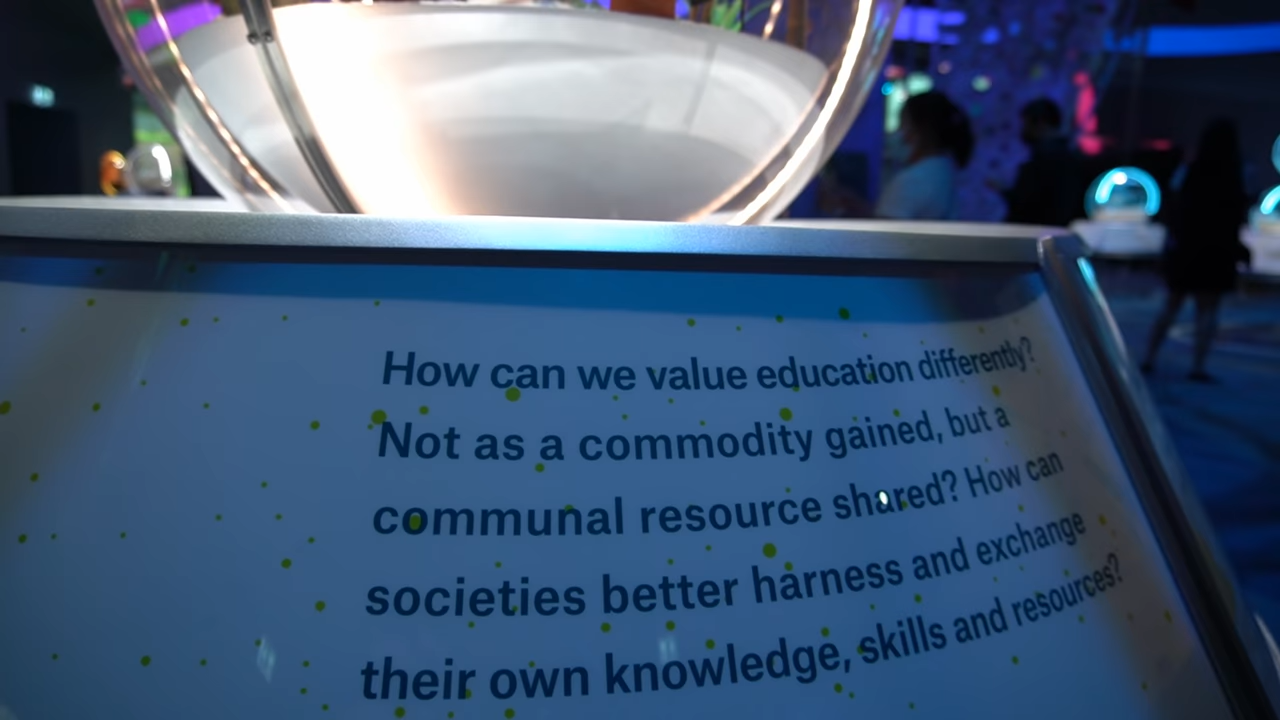 How can we value education differently?
Not as a commodity gained, but a
communal resource shared? How can
societies better harness and exchange
their own knowledge, skills and resources?